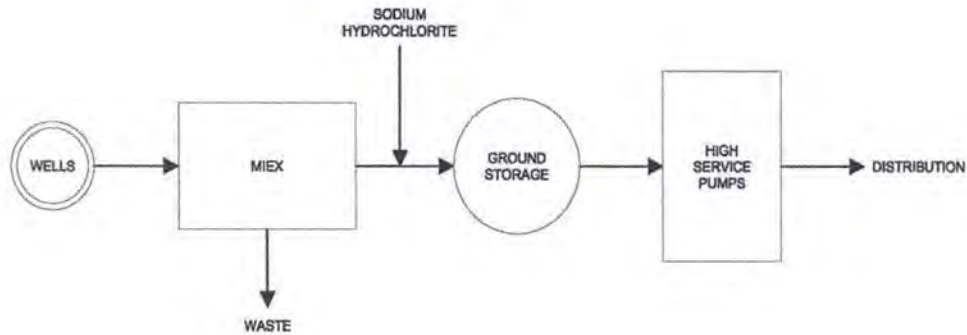 SODIUM
HYDROCHLORITE
WELLS
MIEX
GROUND
STORAGE
HIGH
SERVICE
PUMPS
DISTRIBUTION
WASTE